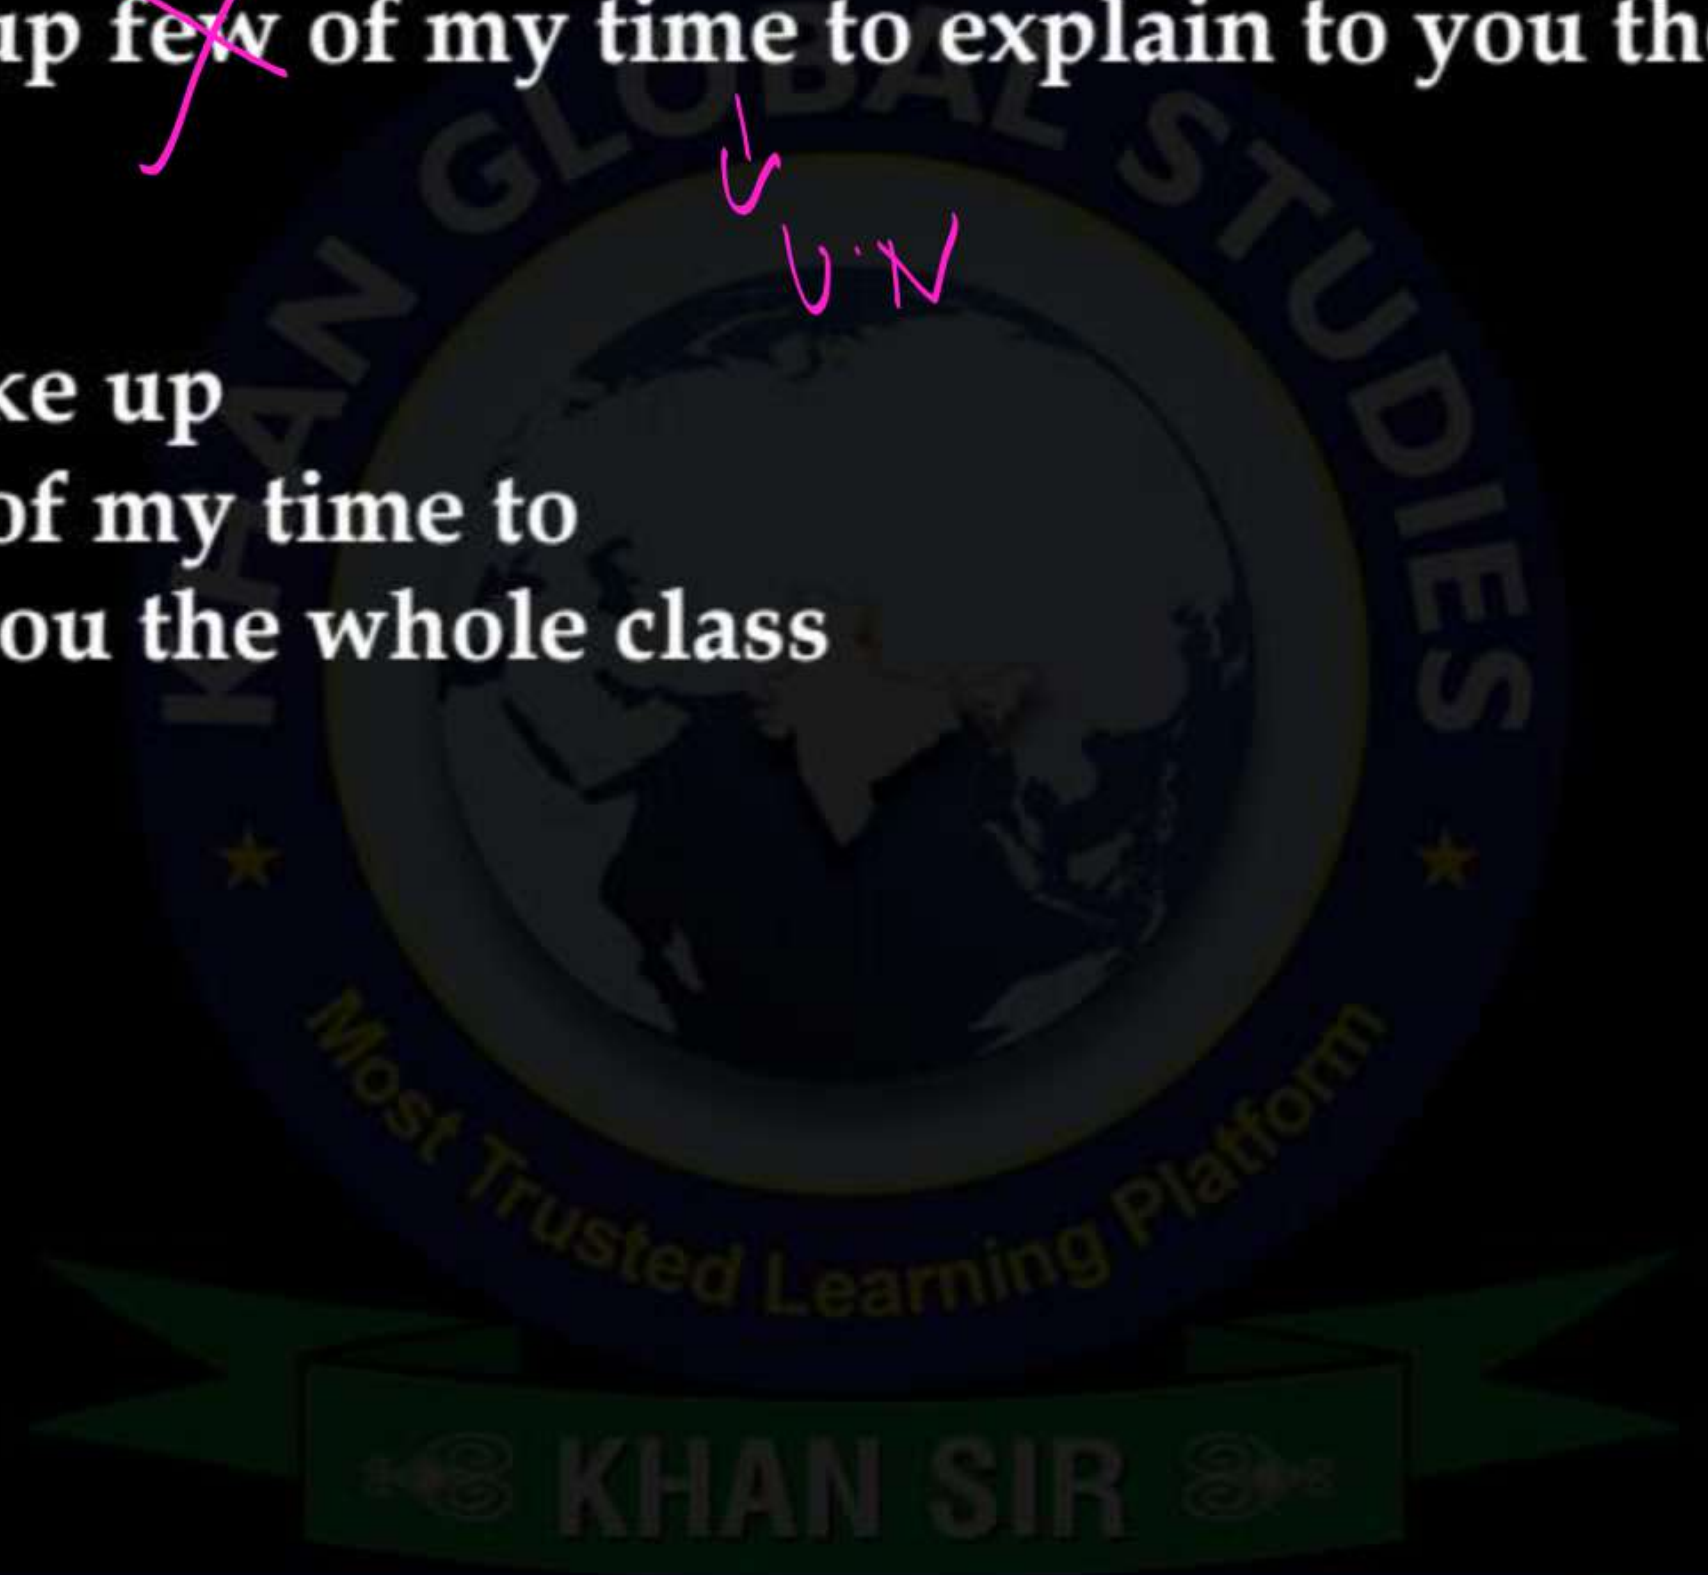 up few of my time to explain to you the
U.N
ke up
of my time to
ou the whole class
KHAN GLOBAL STUDIES
Most Trusted Learning Platform
KHAN SIR